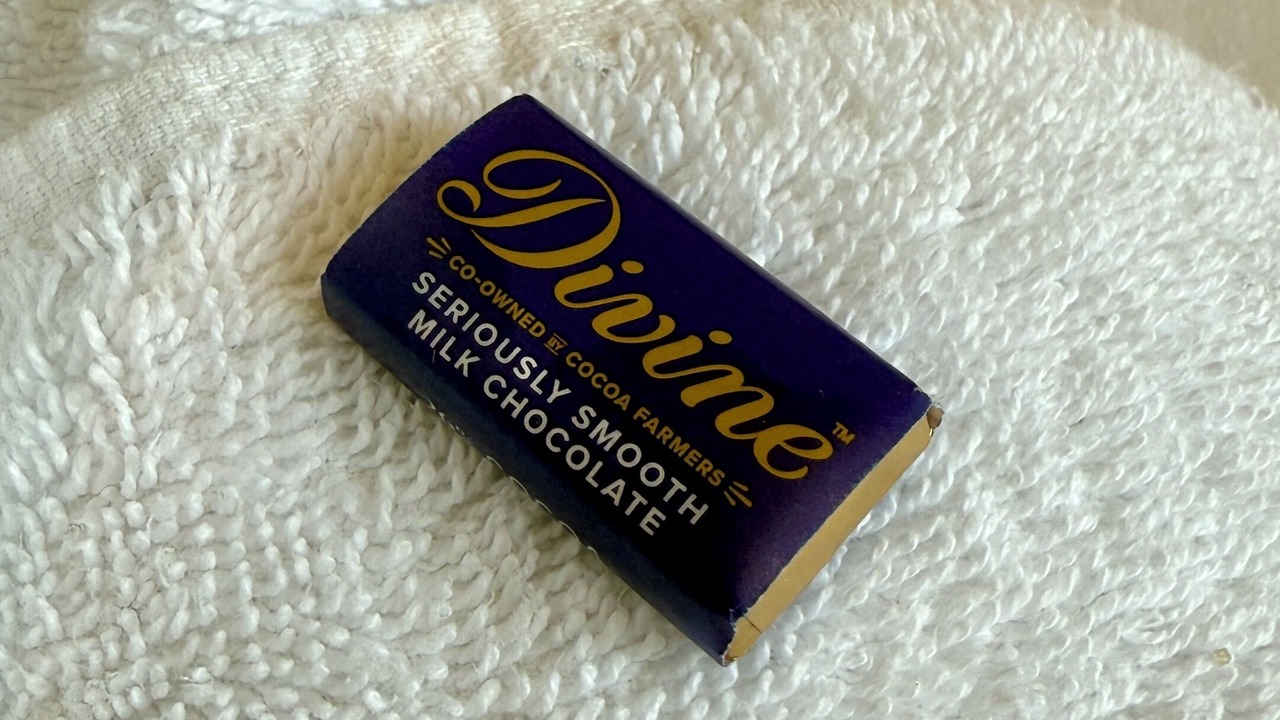 Divine™
CO-OWNED BY COCOA FARMERS
SERIOUSLY SMOOTH
MILK CHOCOLATE